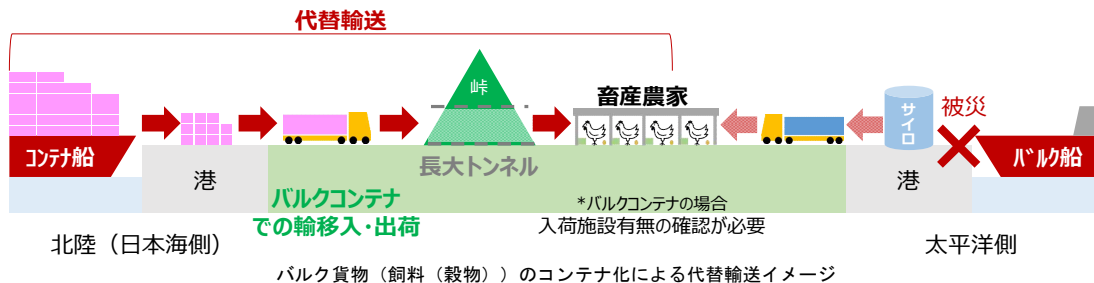 代替輸送
峠
畜産農家
サイロ
被災
コンテナ船
バルク船
長大トンネル
港
港
バルクコンテナ
での輸移入・出荷
*バルクコンテナの場合
入荷施設有無の確認が必要
北陸（日本海側）
太平洋側
バルク貨物（飼料（穀物））のコンテナ化による代替輸送イメージ